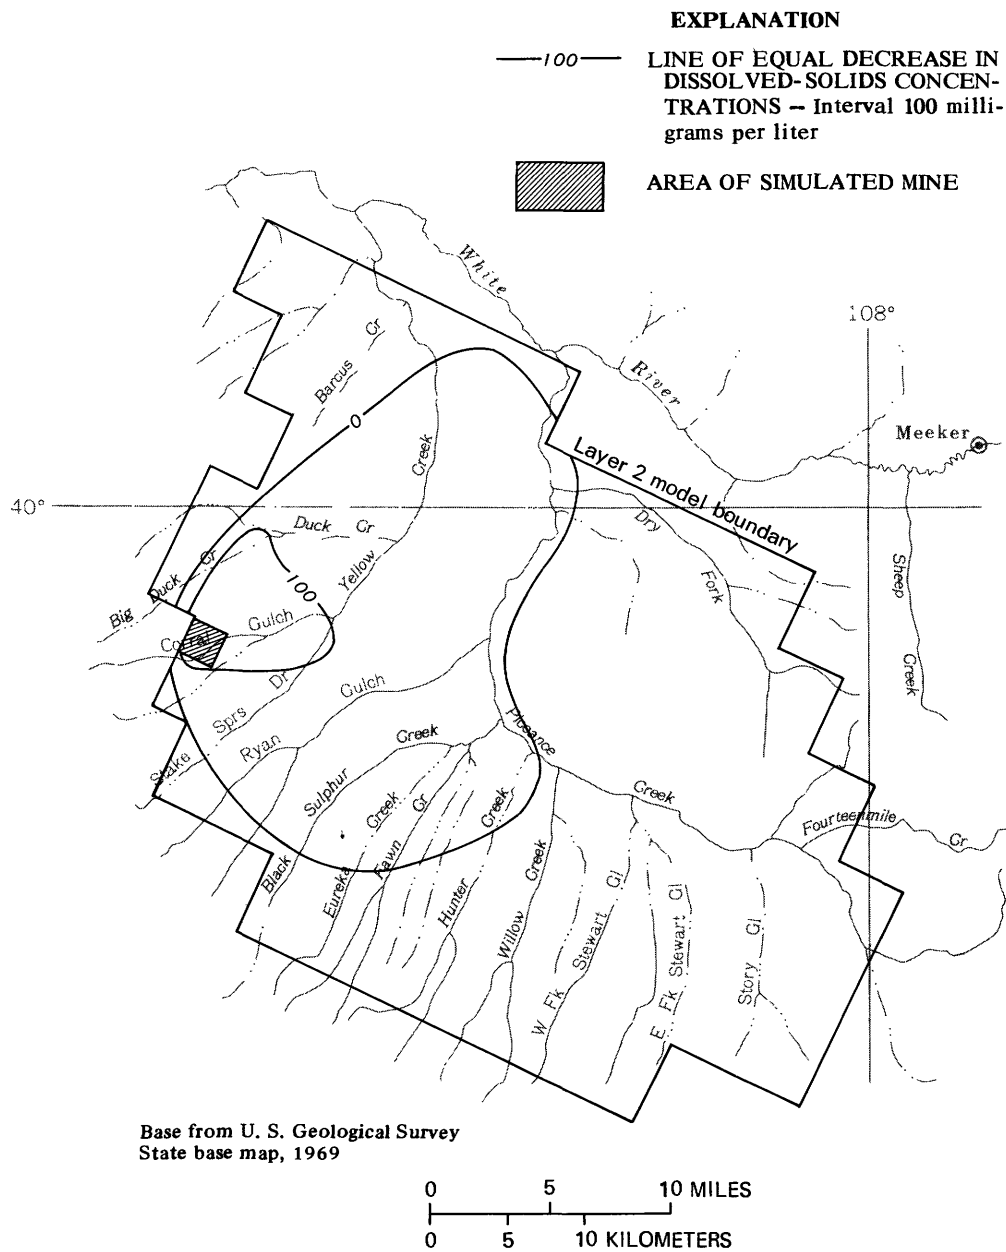 EXPLANATION
100
LINE OF EQUAL DECREASE IN
DISSOLVED-SOLIDS CONCEN-
TRATIONS – Interval 100 milli-
grams per liter
AREA OF SIMULATED MINE
White
River
108°
Barcus Cr
0
Creek
Meeker
Layer 2 model boundary
40°
Duck Cr
Dry
Fork
Yellow
Big Duck Cr
100
Sheep
Creek
Corral Gulch
Stake Sprs Dr
Ryan Gulch
Piceance
Creek
Black Sulphur Creek
Eureka Creek
Fawn Cr
Hunter Creek
Willow Creek
W Fk Stewart Gl
E Fk Stewart Gl
Story Gl
Fourteenmile Cr
Base from U. S. Geological Survey
State base map, 1969
0 5 10 MILES
0 5 10 KILOMETERS